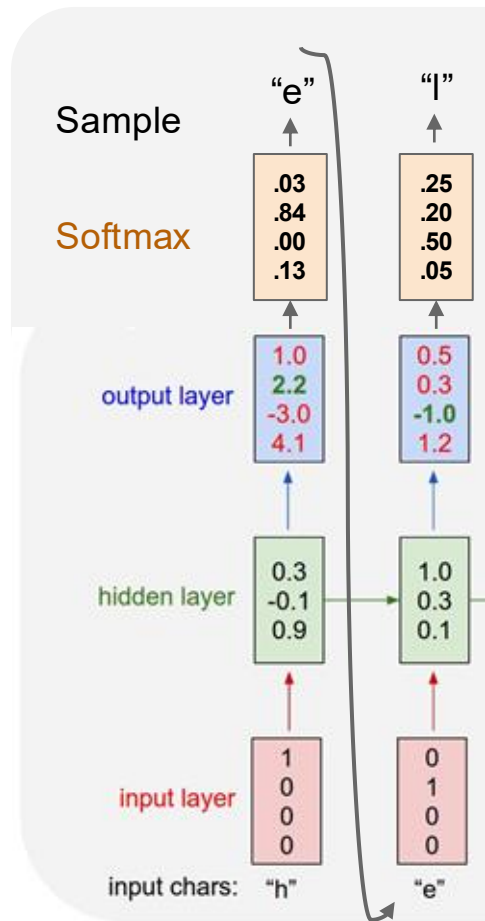 “e” “l”
Sample
.03 .25
.84 .20
Softmax .00 .50
.13 .05
1.0 0.5
2.2 0.3
output layer -3.0 -1.0
4.1 1.2
0.3 1.0
hidden layer -0.1 0.3
0.9 0.1
1 0
0 1
input layer 0 0
0 0
input chars: “h” “e”